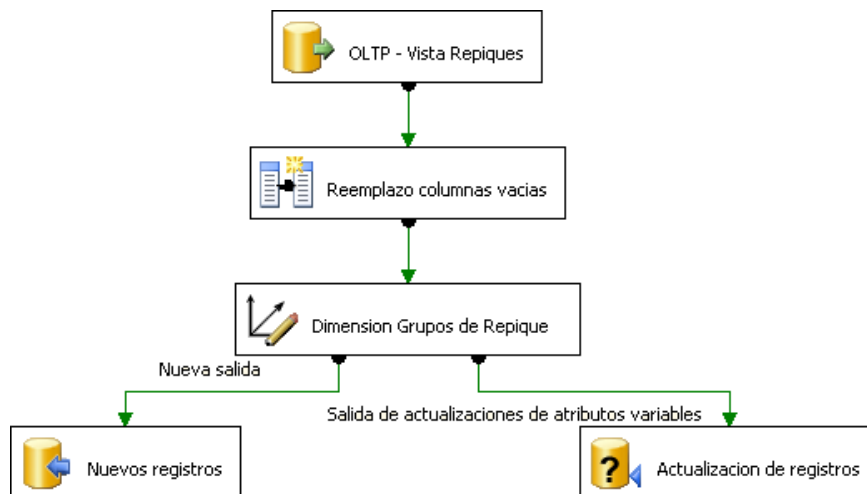 OLTP - Vista Repiques
Reemplazo columnas vacias
Dimension Grupos de Repique
Nueva salida
Salida de actualizaciones de atributos variables
Nuevos registros
? Actualizacion de registros